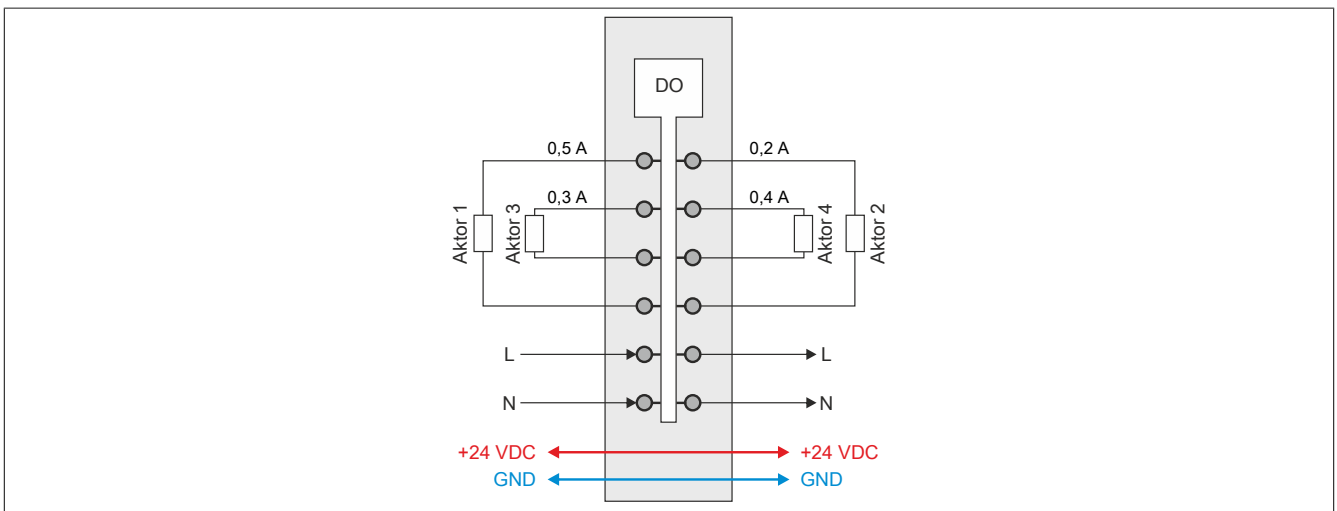 DO
0,5 A
0,2 A
0,3 A
0,4 A
Aktor 1
Aktor 3
Aktor 4
Aktor 2
L
L
N
N
+24 VDC
+24 VDC
GND
GND